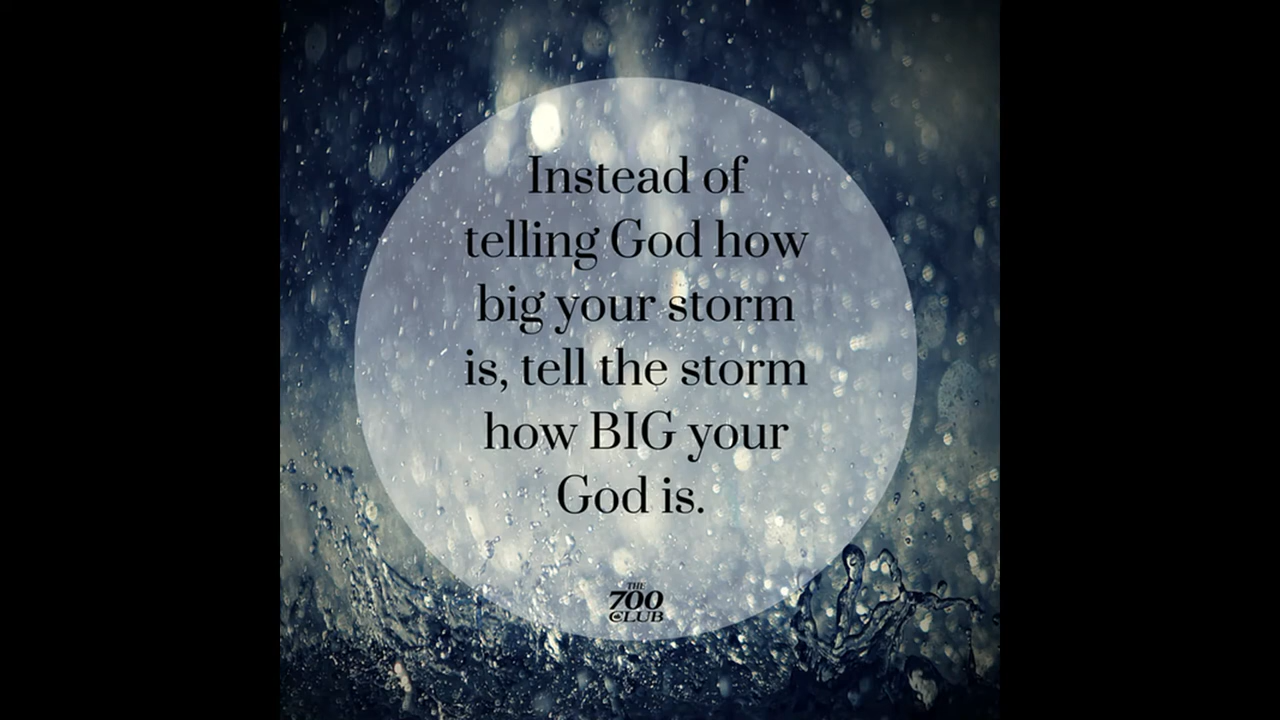 Instead of
telling God how
big your storm
is, tell the storm
how BIG your
God is.
THE
700
CLUB